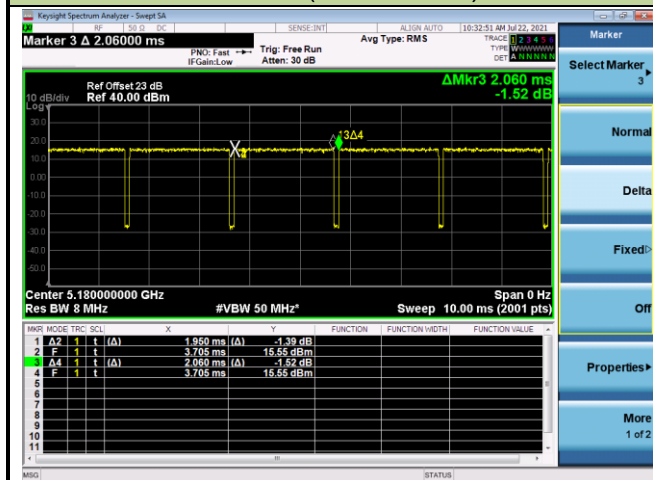 Keysight Spectrum Analyzer - Swept SA
RF 50 Ω DC SENSE:INT ALIGN AUTO 10:32:51 AM Jul 22, 2021
Marker 3 Δ 2.06000 ms
PNO: Fast
IFGain:Low
Trig: Free Run
Atten: 30 dB
Avg Type: RMS
TRACE 1 2 3 4 5 6
TYPE WWWWWW
DET A N N N N N
ΔMkr3 2.060 ms
-1.52 dB
Ref Offset 23 dB
10 dB/div Ref 40.00 dBm
Log
30.0
20.0
10.0
0.00
-10.0
-20.0
-30.0
-40.0
-50.0
3Δ4
Center 5.180000000 GHz Span 0 Hz
Res BW 8 MHz #VBW 50 MHz* Sweep 10.00 ms (2001 pts)
MKR MODE TRC SCL X Y FUNCTION FUNCTION WIDTH FUNCTION VALUE
1 Δ2 1 t (Δ) 1.950 ms (Δ) -1.39 dB
2 F 1 t 3.705 ms 15.55 dBm
3 Δ4 1 t (Δ) 2.060 ms (Δ) -1.52 dB
4 F 1 t 3.705 ms 15.55 dBm
5
6
7
8
9
10
11
MSG STATUS
Marker
Select Marker
3
Normal
Delta
Fixed
Off
Properties
More
1 of 2